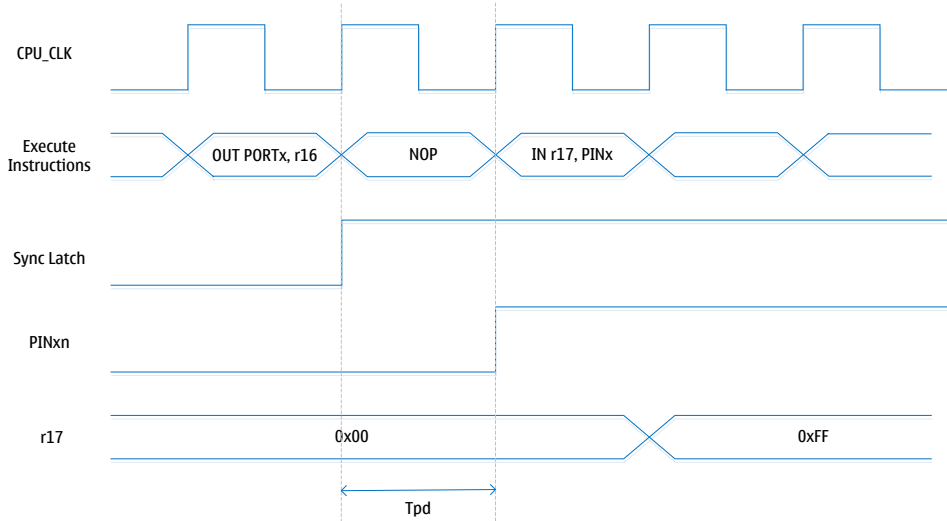 CPU_CLK
Execute
Instructions
OUT PORTx, r16
NOP
IN r17, PINx
Sync Latch
PINxn
r17
0x00
0xFF
Tpd